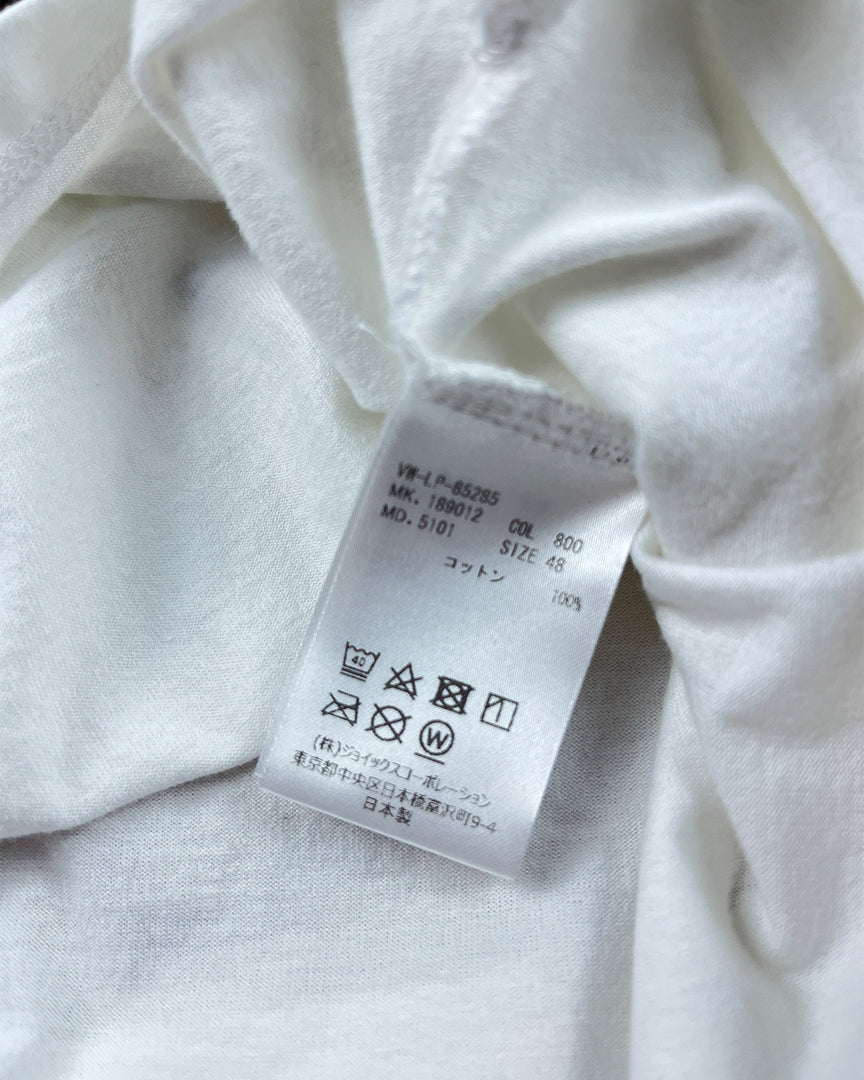 VW-LP-85285
MK. 189012 COL 800
MD. 5101 SIZE 48
コットン 100%
40
W
(株)ジョイックスコーポレーション
東京都中央区日本橋富沢町9-4
日本製